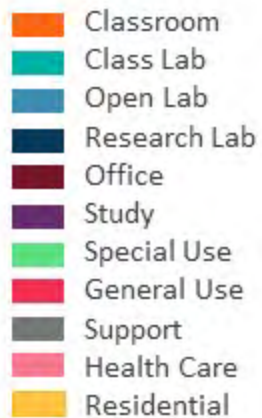 Classroom
Class Lab
Open Lab
Research Lab
Office
Study
Special Use
General Use
Support
Health Care
Residential